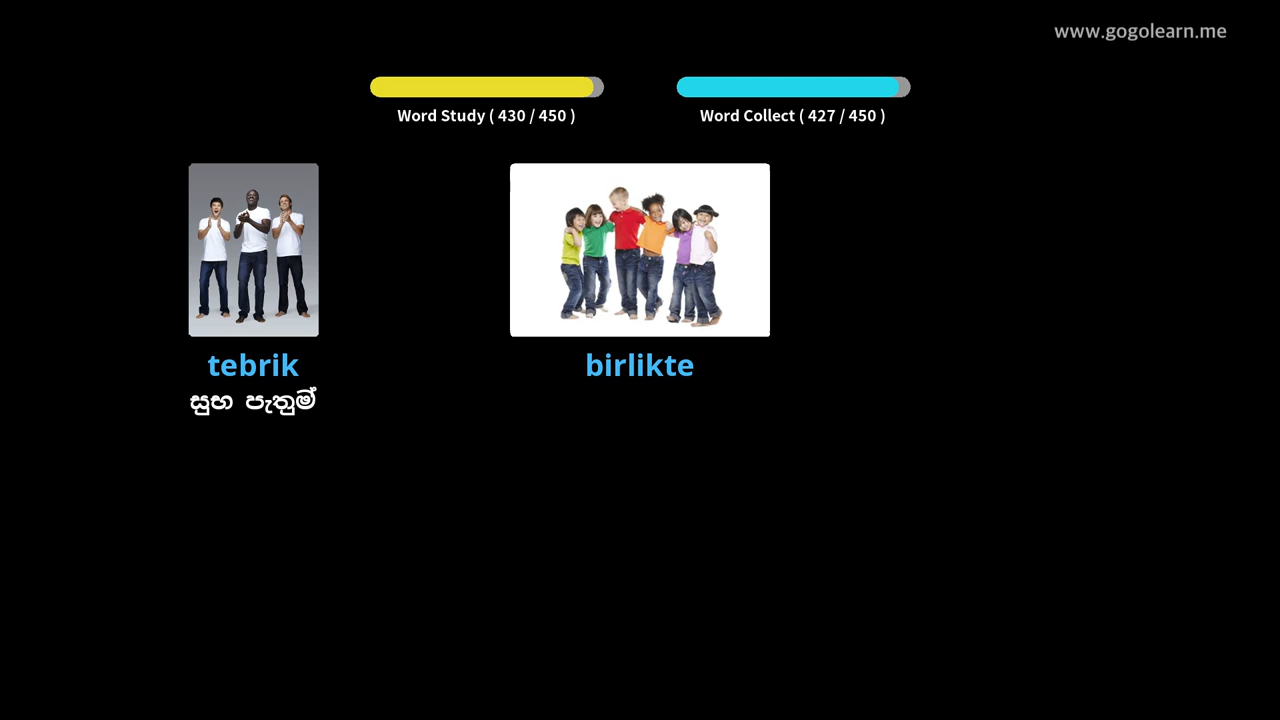 www.gogolearn.me
Word Study ( 430 / 450 )
Word Collect ( 427 / 450 )
tebrik
සුභ පැතුම්
birlikte